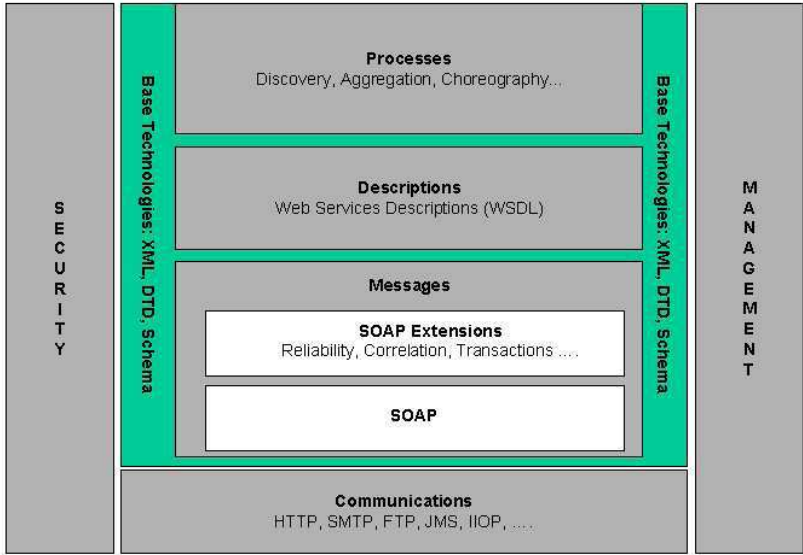 SECURITY
Base Technologies: XML, DTD, Schema
Processes
Discovery, Aggregation, Choreography...
Descriptions
Web Services Descriptions (WSDL)
Messages
SOAP Extensions
Reliability, Correlation, Transactions ....
SOAP
Base Technologies: XML, DTD, Schema
MANAGEMENT
Communications
HTTP, SMTP, FTP, JMS, IIOP, ....